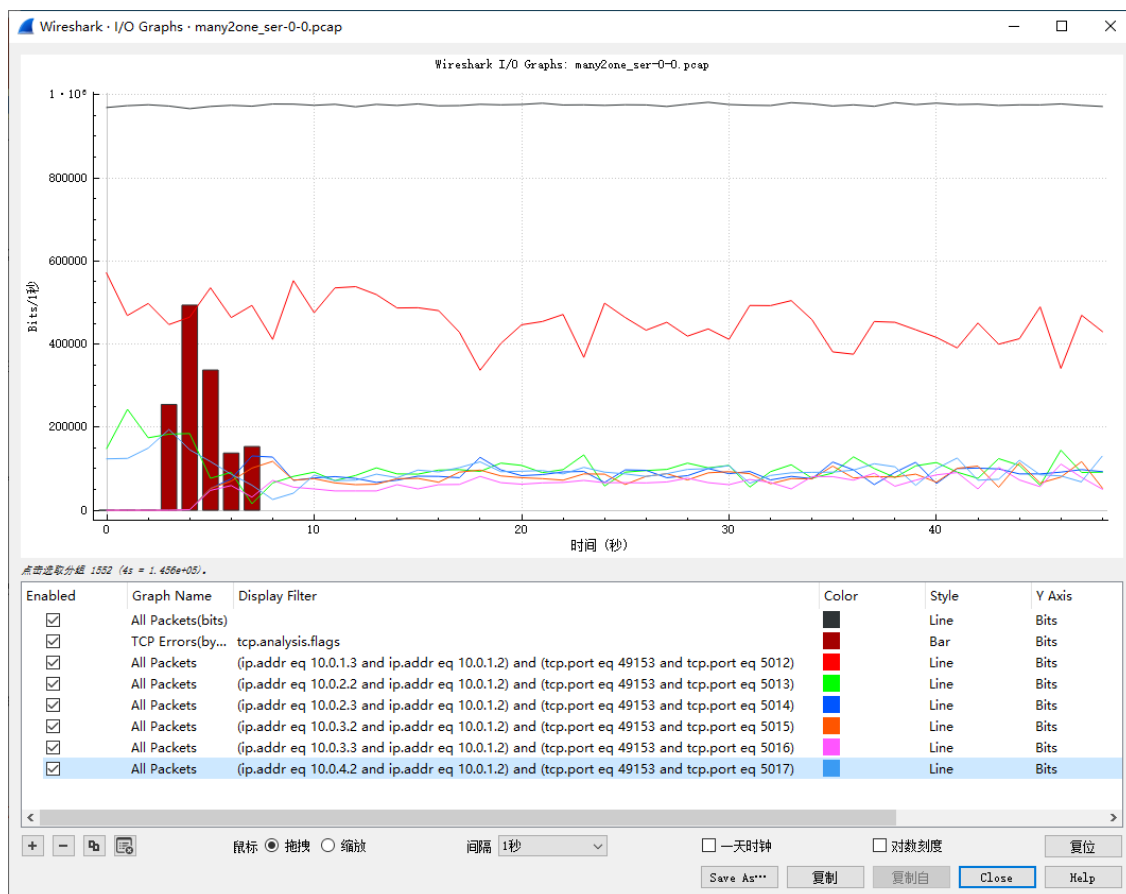 Wireshark · I/O Graphs · many2one_ser-0-0.pcap
Wireshark I/O Graphs: many2one_ser-0-0.pcap
1·10⁶
800000
600000
400000
200000
0
Bits/1秒
0 10 20 30 40
时间 (秒)
点击选取分组 1552 (4s = 1.456e+05)。
Enabled Graph Name Display Filter Color Style Y Axis
All Packets(bits) Line Bits
TCP Errors(by... tcp.analysis.flags Bar Bits
All Packets (ip.addr eq 10.0.1.3 and ip.addr eq 10.0.1.2) and (tcp.port eq 49153 and tcp.port eq 5012) Line Bits
All Packets (ip.addr eq 10.0.2.2 and ip.addr eq 10.0.1.2) and (tcp.port eq 49153 and tcp.port eq 5013) Line Bits
All Packets (ip.addr eq 10.0.2.3 and ip.addr eq 10.0.1.2) and (tcp.port eq 49153 and tcp.port eq 5014) Line Bits
All Packets (ip.addr eq 10.0.3.2 and ip.addr eq 10.0.1.2) and (tcp.port eq 49153 and tcp.port eq 5015) Line Bits
All Packets (ip.addr eq 10.0.3.3 and ip.addr eq 10.0.1.2) and (tcp.port eq 49153 and tcp.port eq 5016) Line Bits
All Packets (ip.addr eq 10.0.4.2 and ip.addr eq 10.0.1.2) and (tcp.port eq 49153 and tcp.port eq 5017) Line Bits
鼠标 拖拽 缩放 间隔 1秒 一天时钟 对数刻度 复位
Save As… 复制 复制自 Close Help